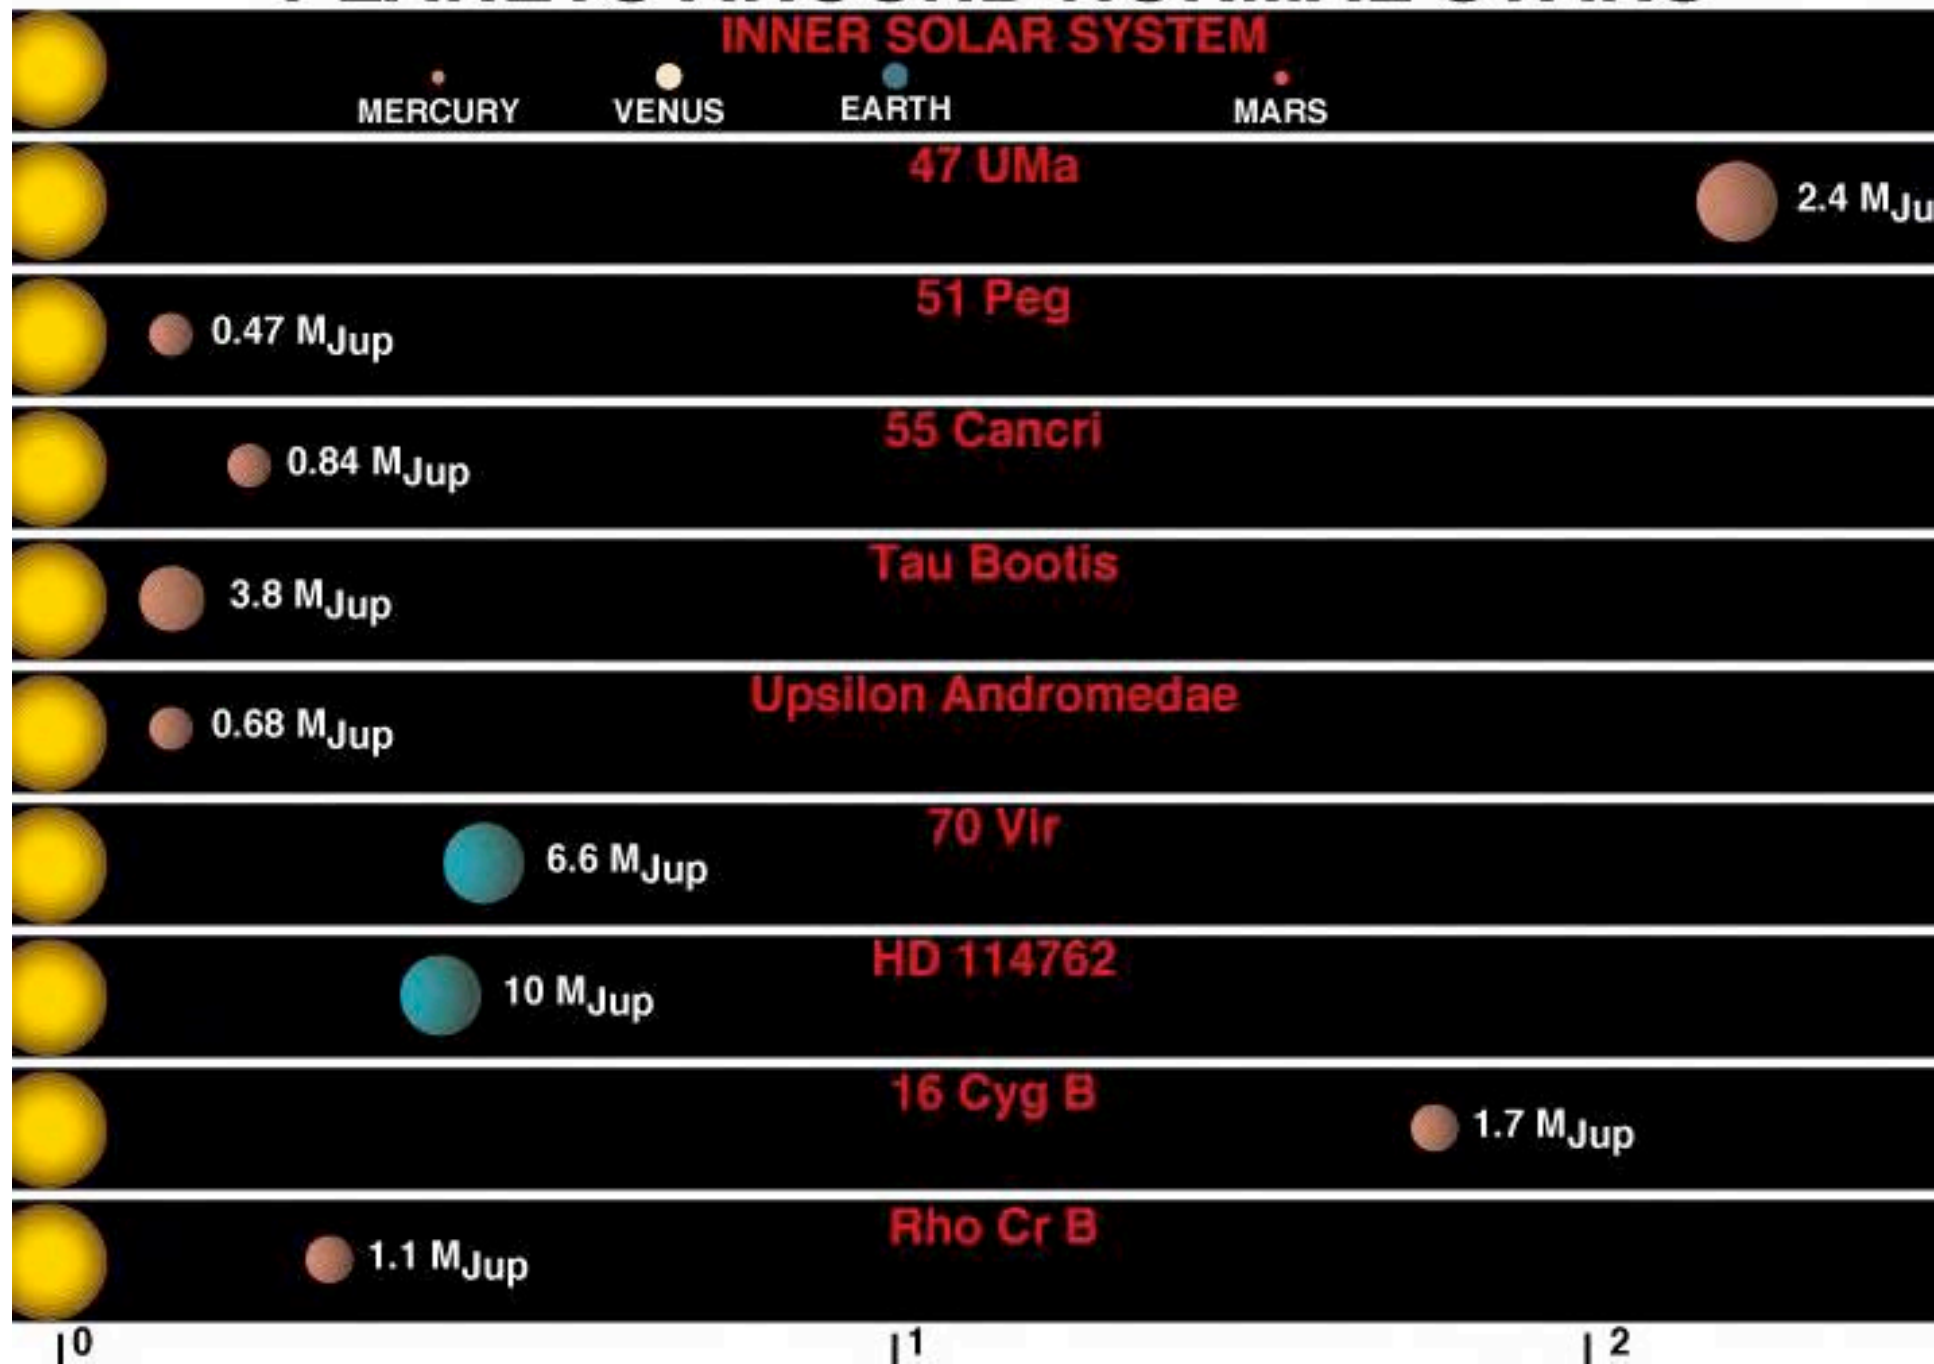 INNER SOLAR SYSTEM
MERCURY VENUS EARTH MARS
47 UMa
2.4 MJu
51 Peg
0.47 MJup
55 Cancri
0.84 MJup
Tau Bootis
3.8 MJup
Upsilon Andromedae
0.68 MJup
70 Vir
6.6 MJup
HD 114762
10 MJup
16 Cyg B
1.7 MJup
Rho Cr B
1.1 MJup
0 1 2